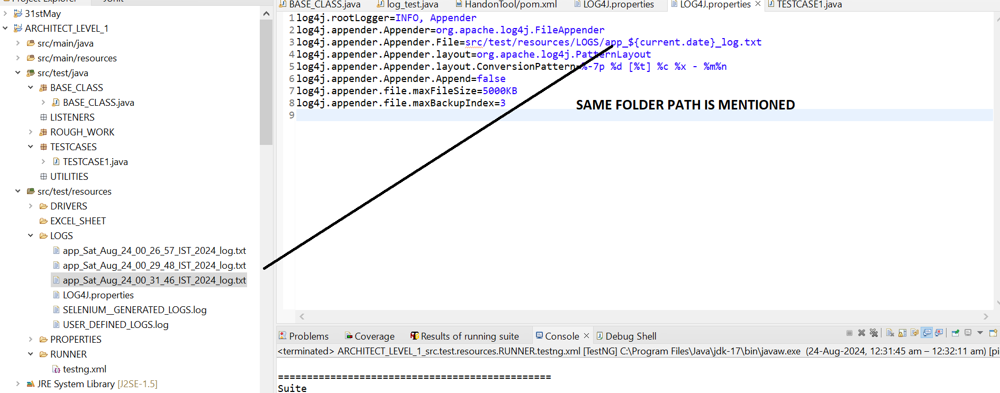 31stMay
ARCHITECT_LEVEL_1
src/main/java
src/main/resources
src/test/java
BASE_CLASS
BASE_CLASS.java
LISTENERS
ROUGH_WORK
TESTCASES
TESTCASE1.java
UTILITIES
src/test/resources
DRIVERS
EXCEL_SHEET
LOGS
app_Sat_Aug_24_00_26_57_IST_2024_log.txt
app_Sat_Aug_24_00_29_48_IST_2024_log.txt
app_Sat_Aug_24_00_31_46_IST_2024_log.txt
LOG4J.properties
SELENIUM__GENERATED_LOGS.log
USER_DEFINED_LOGS.log
PROPERTIES
RUNNER
testng.xml
JRE System Library [J2SE-1.5]
BASE_CLASS.java log_test.java HandonTool/pom.xml LOG4J.properties LOG4J.properties TESTCASE1.java
1 log4j.rootLogger=INFO, Appender
2 log4j.appender.Appender=org.apache.log4j.FileAppender
3 log4j.appender.Appender.File=src/test/resources/LOGS/app_${current.date}_log.txt
4 log4j.appender.Appender.layout=org.apache.log4j.PatternLayout
5 log4j.appender.Appender.layout.ConversionPattern=%-7p %d [%t] %c %x - %m%n
6 log4j.appender.Appender.Append=false
7 log4j.appender.file.maxFileSize=5000KB
8 log4j.appender.file.maxBackupIndex=3
9
SAME FOLDER PATH IS MENTIONED
Problems Coverage Results of running suite Console Debug Shell
<terminated> ARCHITECT_LEVEL_1_src.test.resources.RUNNER.testng.xml [TestNG] C:\Program Files\Java\jdk-17\bin\javaw.exe (24-Aug-2024, 12:31:45 am – 12:32:11 am) [pi
===============================================
Suite